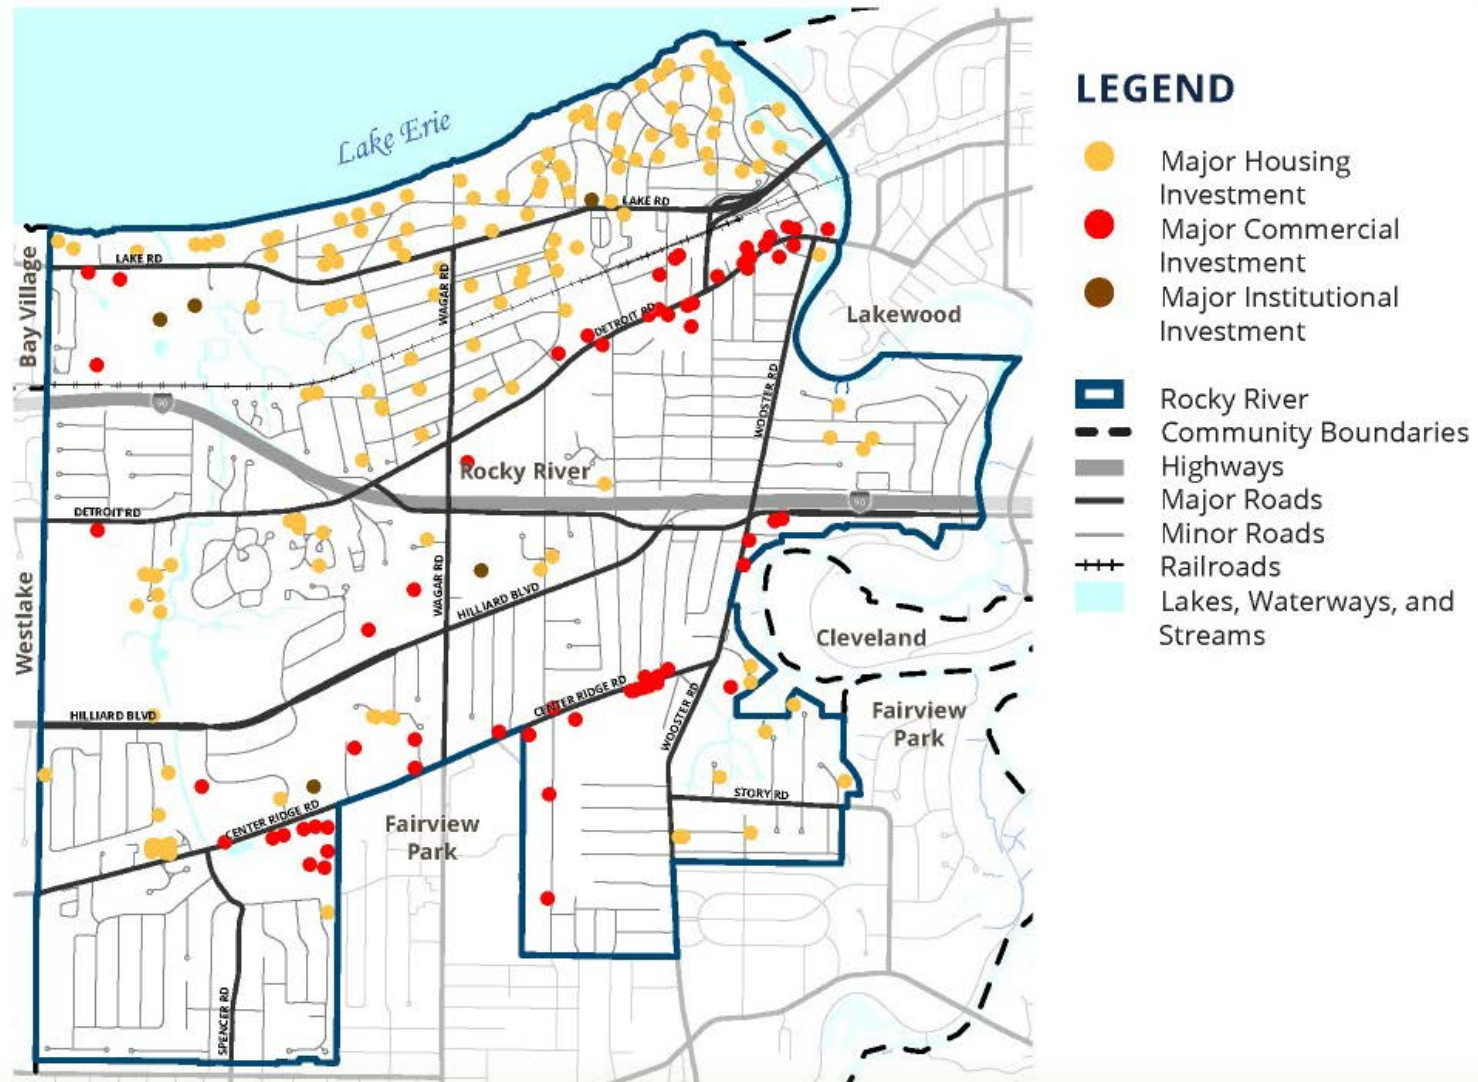 Lake Erie
LAKE RD
LAKE RD
Bay Village
WAGAR RD
DETROIT RD
Lakewood
WOOSTER RD
90
Rocky River
90
DETROIT RD
WAGAR RD
HILLIARD BLVD
Westlake
Cleveland
CENTER RIDGE RD
HILLIARD BLVD
WOOSTER RD
Fairview
Park
STORY RD
CENTER RIDGE RD
Fairview
Park
SPENCER RD
LEGEND
Major Housing
Investment
Major Commercial
Investment
Major Institutional
Investment
Rocky River
Community Boundaries
Highways
Major Roads
Minor Roads
Railroads
Lakes, Waterways, and
Streams